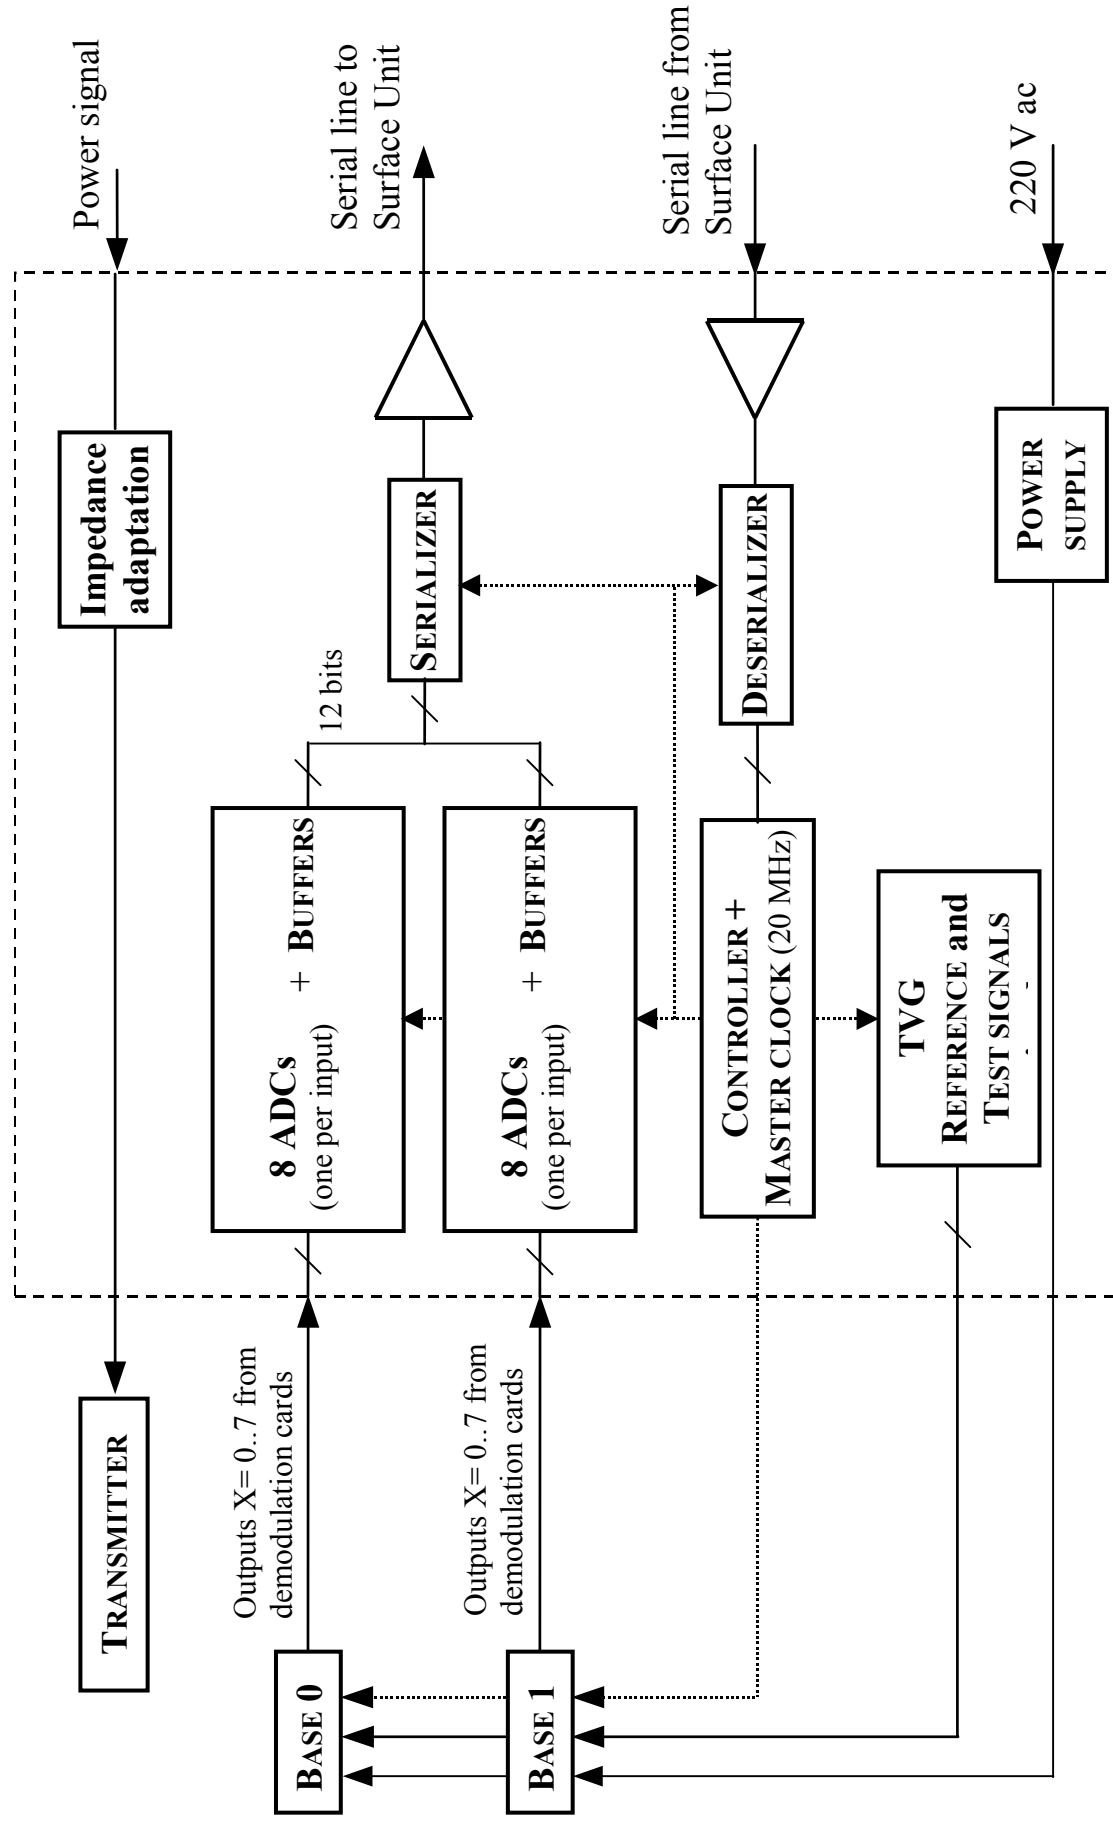 TRANSMITTER
Impedance
adaptation
Power signal
BASE 0
Outputs X= 0..7 from
demodulation cards
8 ADCs + BUFFERS
(one per input)
12 bits
SERIALIZER
Serial line to
Surface Unit
BASE 1
Outputs X= 0..7 from
demodulation cards
8 ADCs + BUFFERS
(one per input)
CONTROLLER +
MASTER CLOCK (20 MHz)
DESERIALIZER
Serial line from
Surface Unit
TVG
REFERENCE and
TEST SIGNALS
POWER
SUPPLY
220 V ac